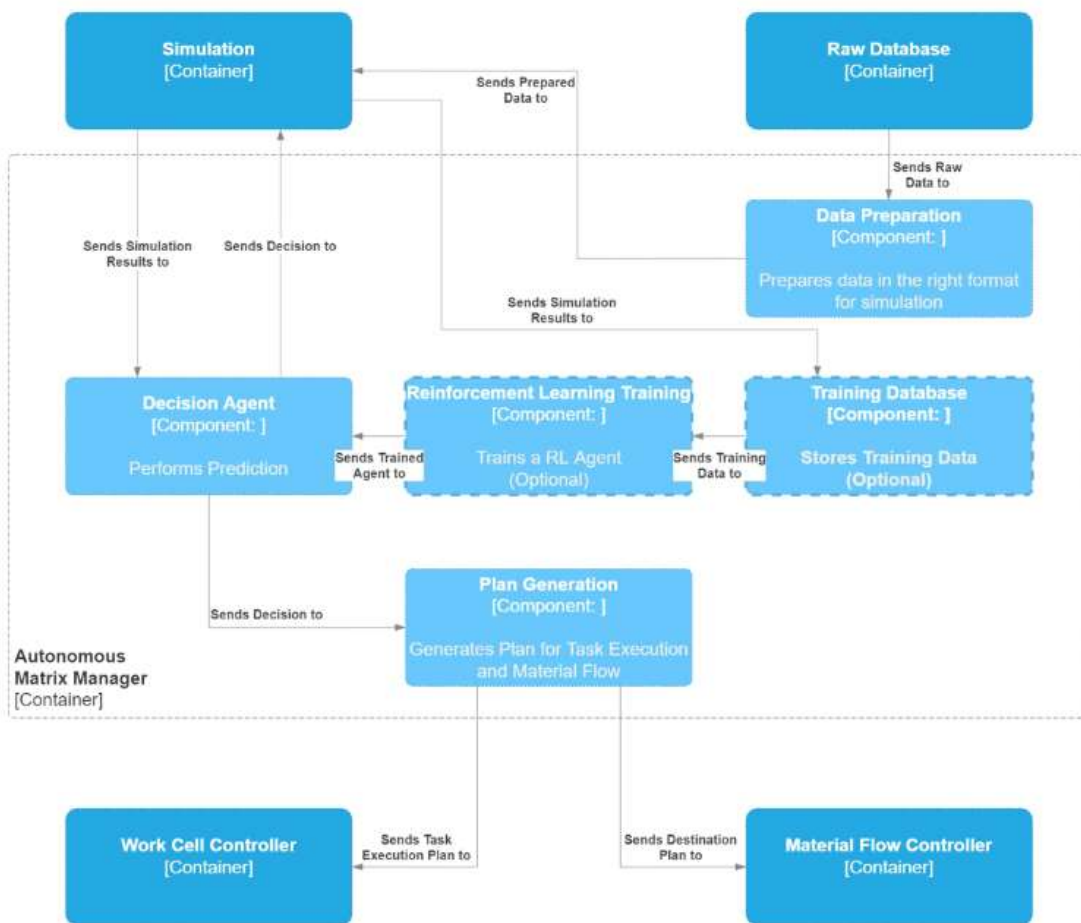 Simulation
[Container]
Raw Database
[Container]
Sends Prepared
Data to
Sends Raw
Data to
Data Preparation
[Component: ]
Prepares data in the right format
for simulation
Sends Simulation
Results to
Sends Decision to
Sends Simulation
Results to
Decision Agent
[Component: ]
Performs Prediction
Sends Trained
Agent to
Reinforcement Learning Training
[Component: ]
Trains a RL Agent
(Optional)
Sends Training
Data to
Training Database
[Component: ]
Stores Training Data
(Optional)
Sends Decision to
Plan Generation
[Component: ]
Generates Plan for Task Execution
and Material Flow
Autonomous
Matrix Manager
[Container]
Work Cell Controller
[Container]
Sends Task
Execution Plan to
Sends Destination
Plan to
Material Flow Controller
[Container]